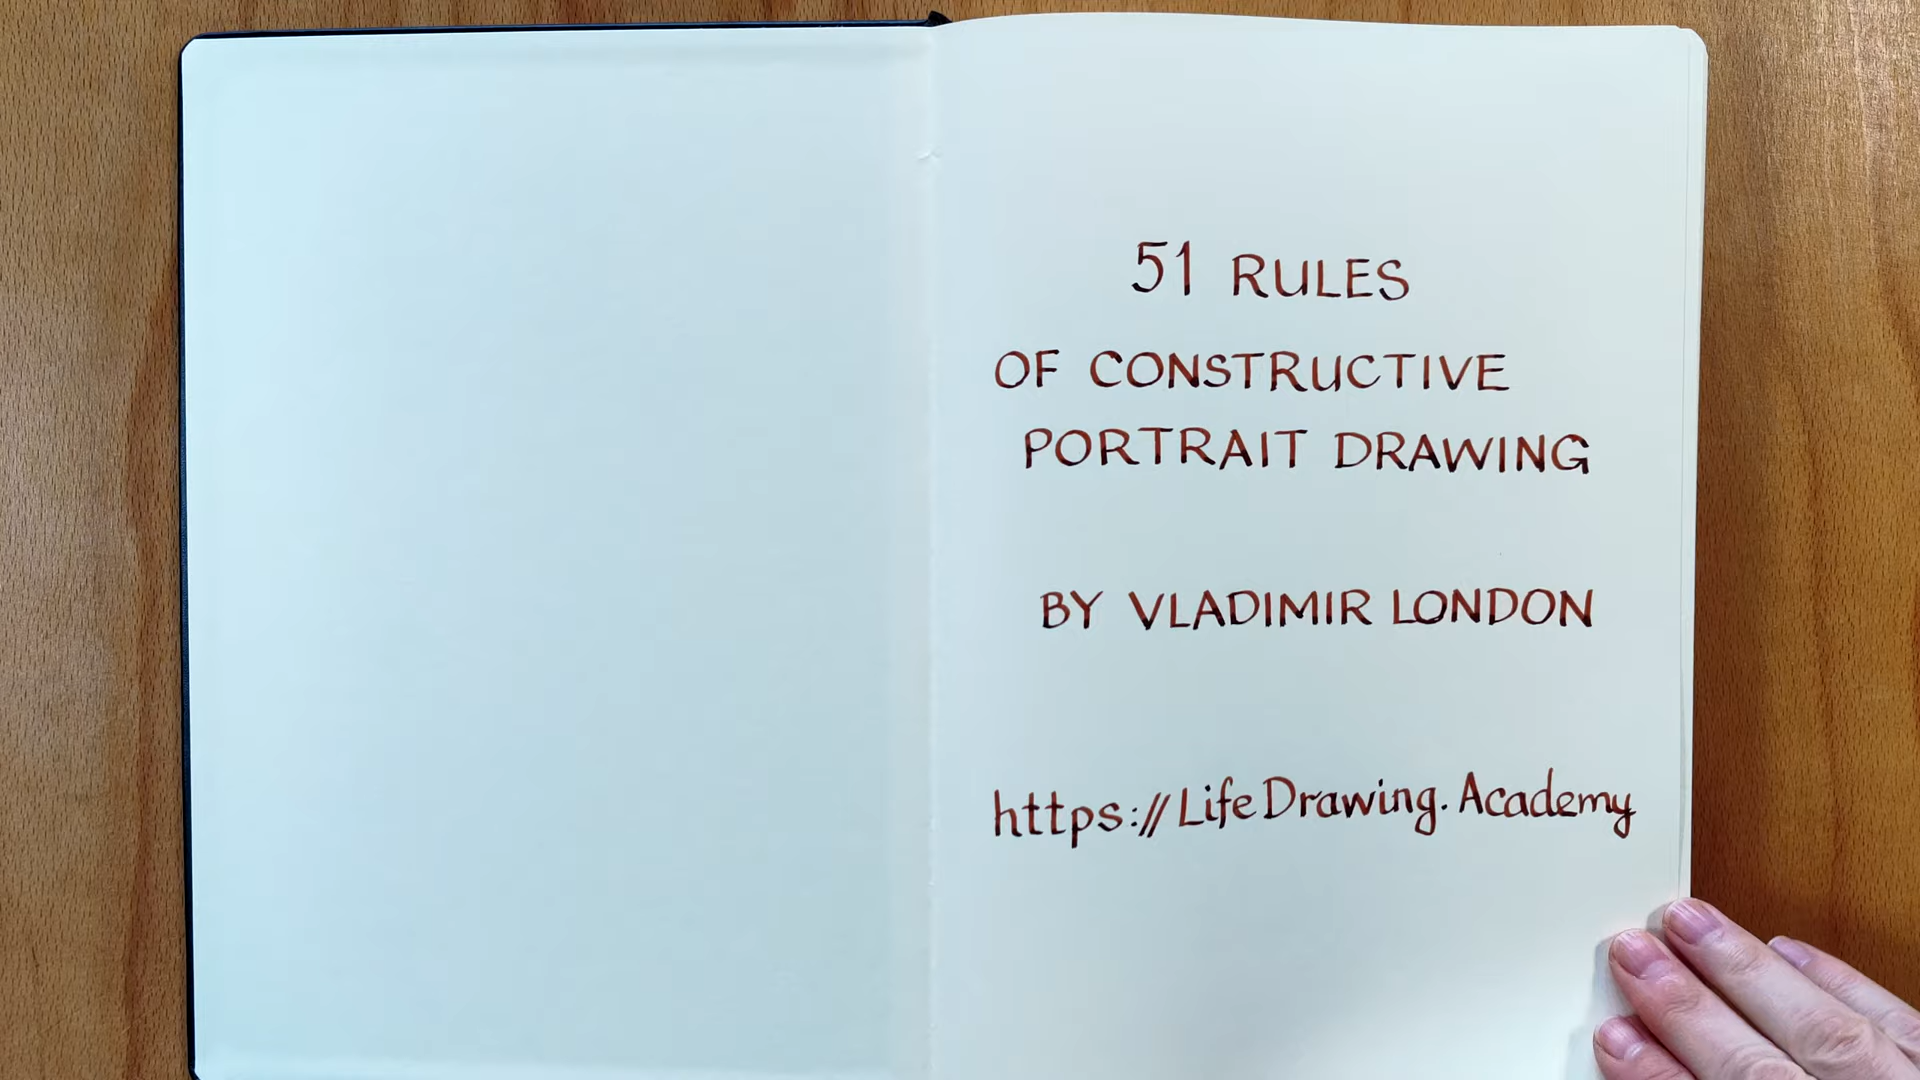 51 RULES
OF CONSTRUCTIVE
PORTRAIT DRAWING
BY VLADIMIR LONDON
https://LifeDrawing.Academy